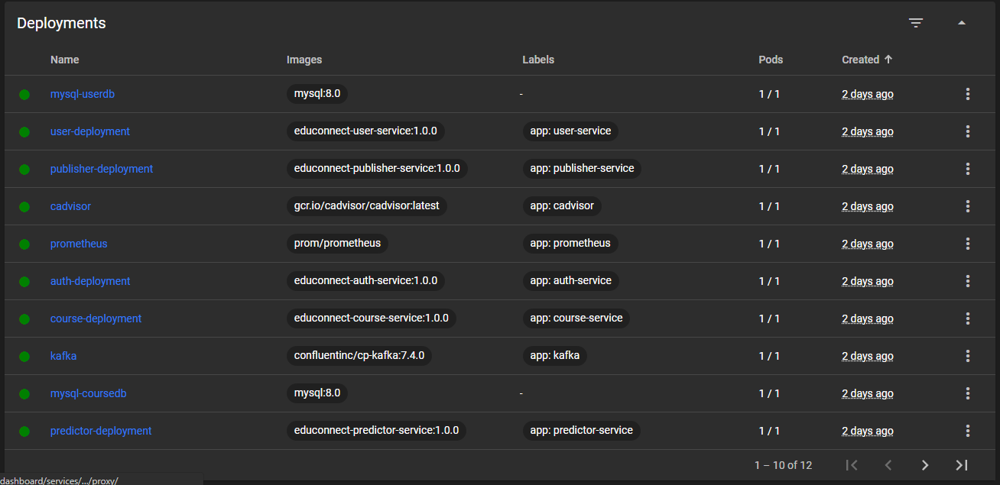 Deployments
Name Images Labels Pods Created
mysql-userdb mysql:8.0 - 1 / 1 2 days ago
user-deployment educonnect-user-service:1.0.0 app: user-service 1 / 1 2 days ago
publisher-deployment educonnect-publisher-service:1.0.0 app: publisher-service 1 / 1 2 days ago
cadvisor gcr.io/cadvisor/cadvisor:latest app: cadvisor 1 / 1 2 days ago
prometheus prom/prometheus app: prometheus 1 / 1 2 days ago
auth-deployment educonnect-auth-service:1.0.0 app: auth-service 1 / 1 2 days ago
course-deployment educonnect-course-service:1.0.0 app: course-service 1 / 1 2 days ago
kafka confluentinc/cp-kafka:7.4.0 app: kafka 1 / 1 2 days ago
mysql-coursedb mysql:8.0 - 1 / 1 2 days ago
predictor-deployment educonnect-predictor-service:1.0.0 app: predictor-service 1 / 1 2 days ago
1 – 10 of 12
dashboard/services/.../proxy/